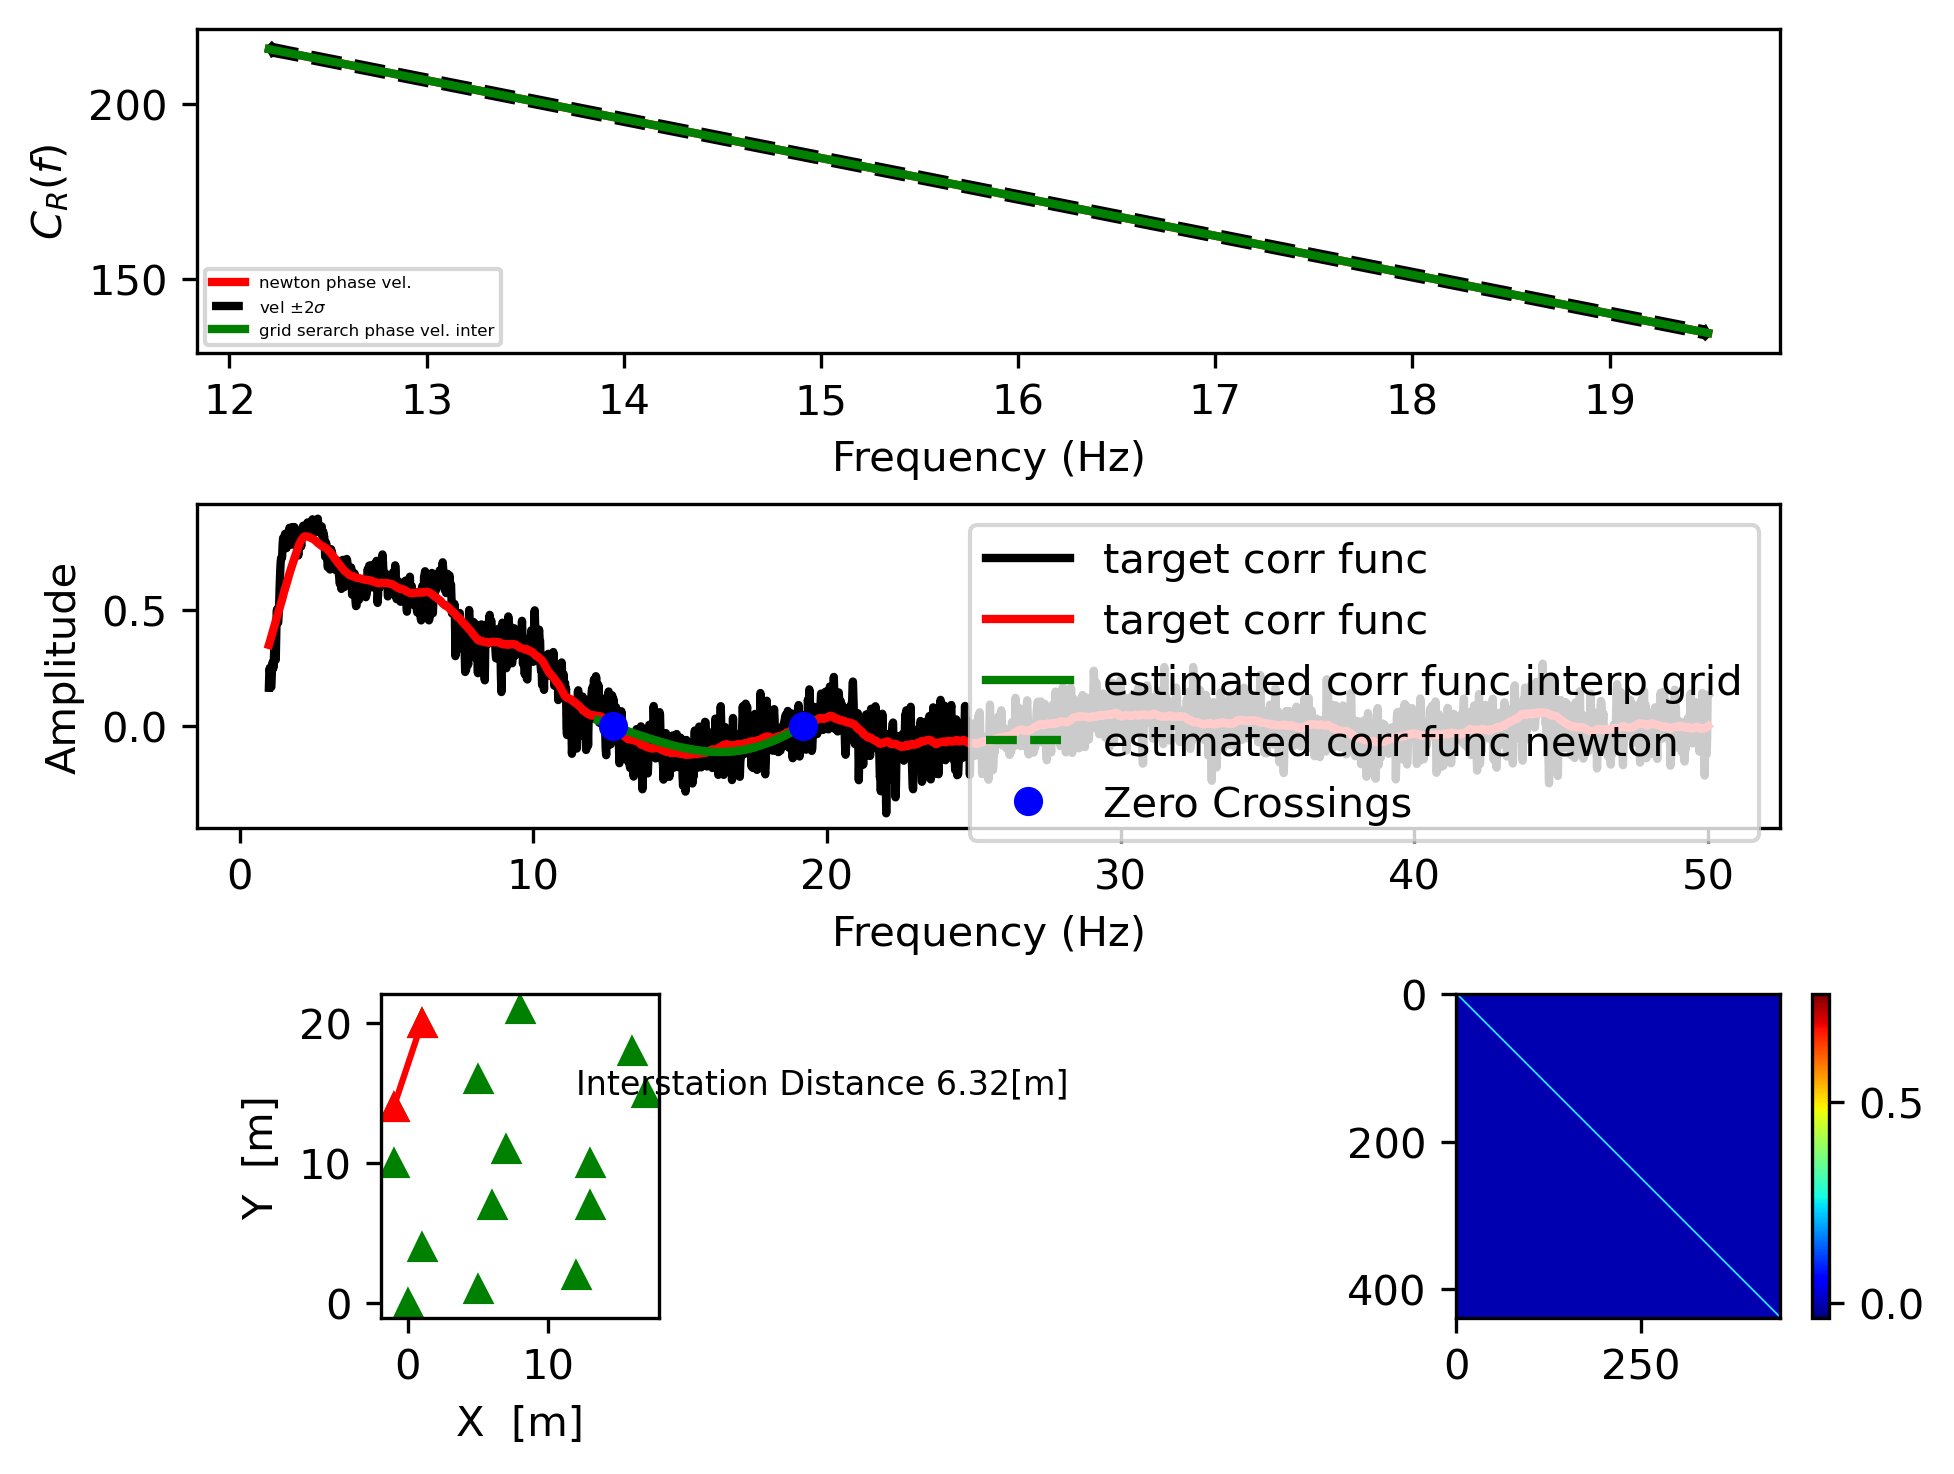 200
150
C_R(f)
newton phase vel.
vel ±2σ
grid serarch phase vel. inter
12 13 14 15 16 17 18 19
Frequency (Hz)
0.5
0.0
Amplitude
target corr func
target corr func
estimated corr func interp grid
estimated corr func newton
Zero Crossings
0 10 20 30 40 50
Frequency (Hz)
20
10
0
Y [m]
Interstation Distance 6.32[m]
0 10
X [m]
0
200
400
0 250
0.5
0.0